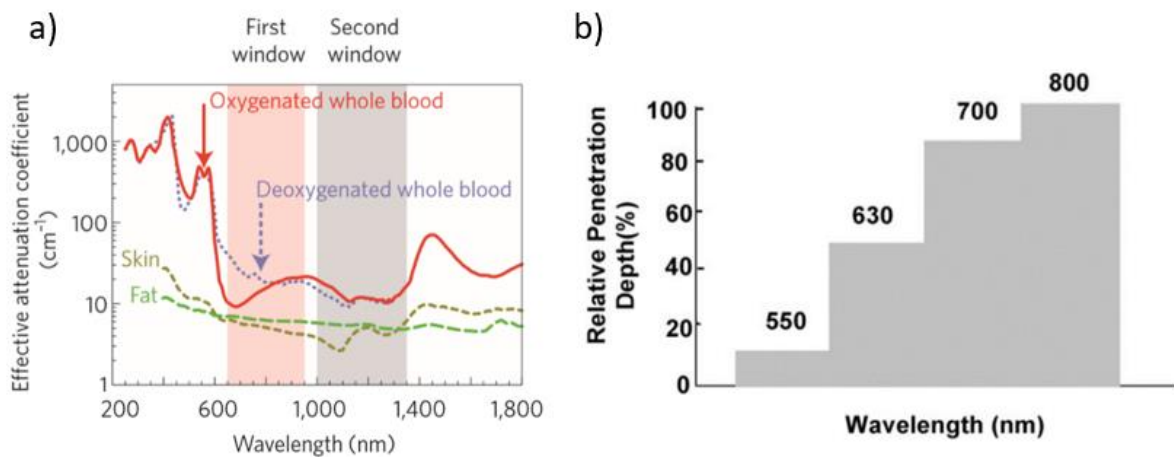 a)
First
window
Second
window
Oxygenated whole blood
Deoxygenated whole blood
Skin
Fat
1,000
100
10
1
Effective attenuation coefficient
(cm⁻¹)
200
600
1,000
1,400
1,800
Wavelength (nm)
b)
100
80
60
40
20
0
Relative Penetration
Depth(%)
550
630
700
800
Wavelength (nm)